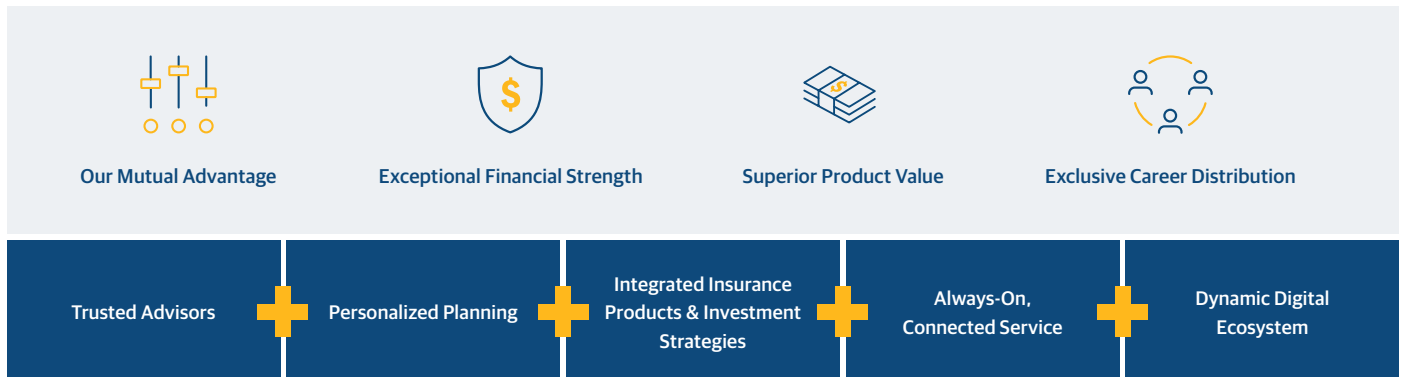 $
$
Our Mutual Advantage
Exceptional Financial Strength
Superior Product Value
Exclusive Career Distribution
Trusted Advisors
Personalized Planning
Integrated Insurance
Products & Investment
Strategies
Always-On,
Connected Service
Dynamic Digital
Ecosystem